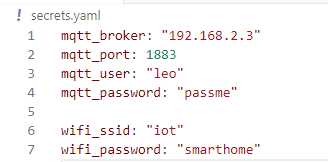 ! secrets.yaml
1 mqtt_broker: "192.168.2.3"
2 mqtt_port: 1883
3 mqtt_user: "leo"
4 mqtt_password: "passme"
5
6 wifi_ssid: "iot"
7 wifi_password: "smarthome"